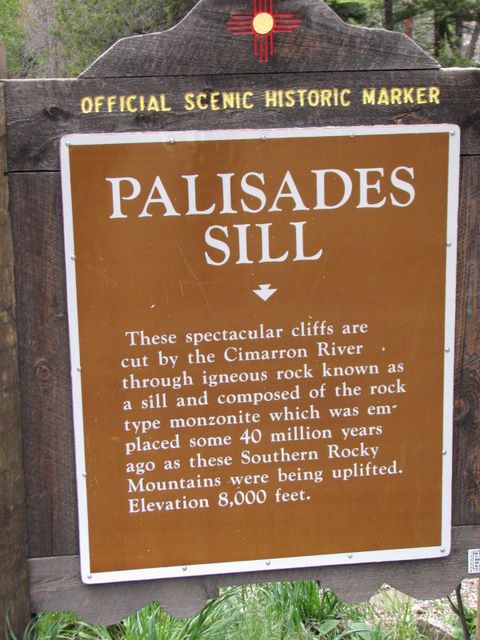 OFFICIAL SCENIC HISTORIC MARKER
PALISADES
SILL
These spectacular cliffs are
cut by the Cimarron River
through igneous rock known as
a sill and composed of the rock
type monzonite which was em-
placed some 40 million years
ago as these Southern Rocky
Mountains were being uplifted.
Elevation 8,000 feet.